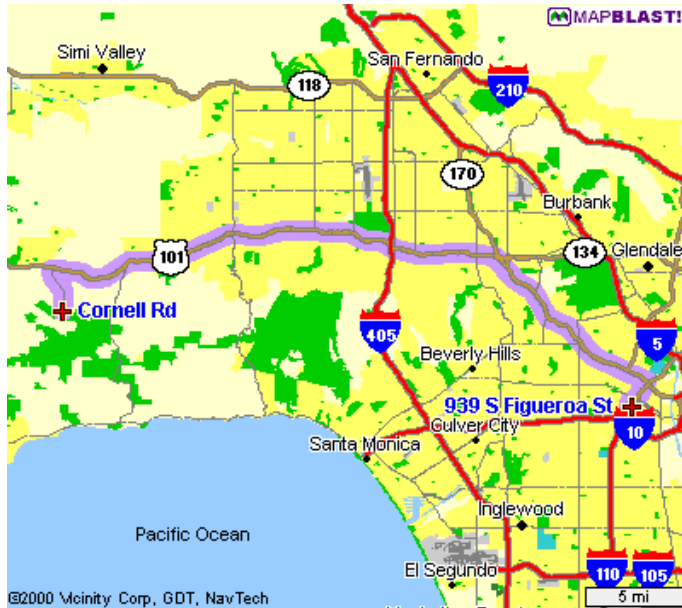 MAPBLAST!
Simi Valley
San Fernando
118
210
170
Burbank
101
134
Glendale
Cornell Rd
405
5
Beverly Hills
939 S Figueroa St
10
Culver City
Santa Monica
Inglewood
Pacific Ocean
El Segundo
110
105
©2000 Vicinity Corp, GDT, NavTech
5 mi